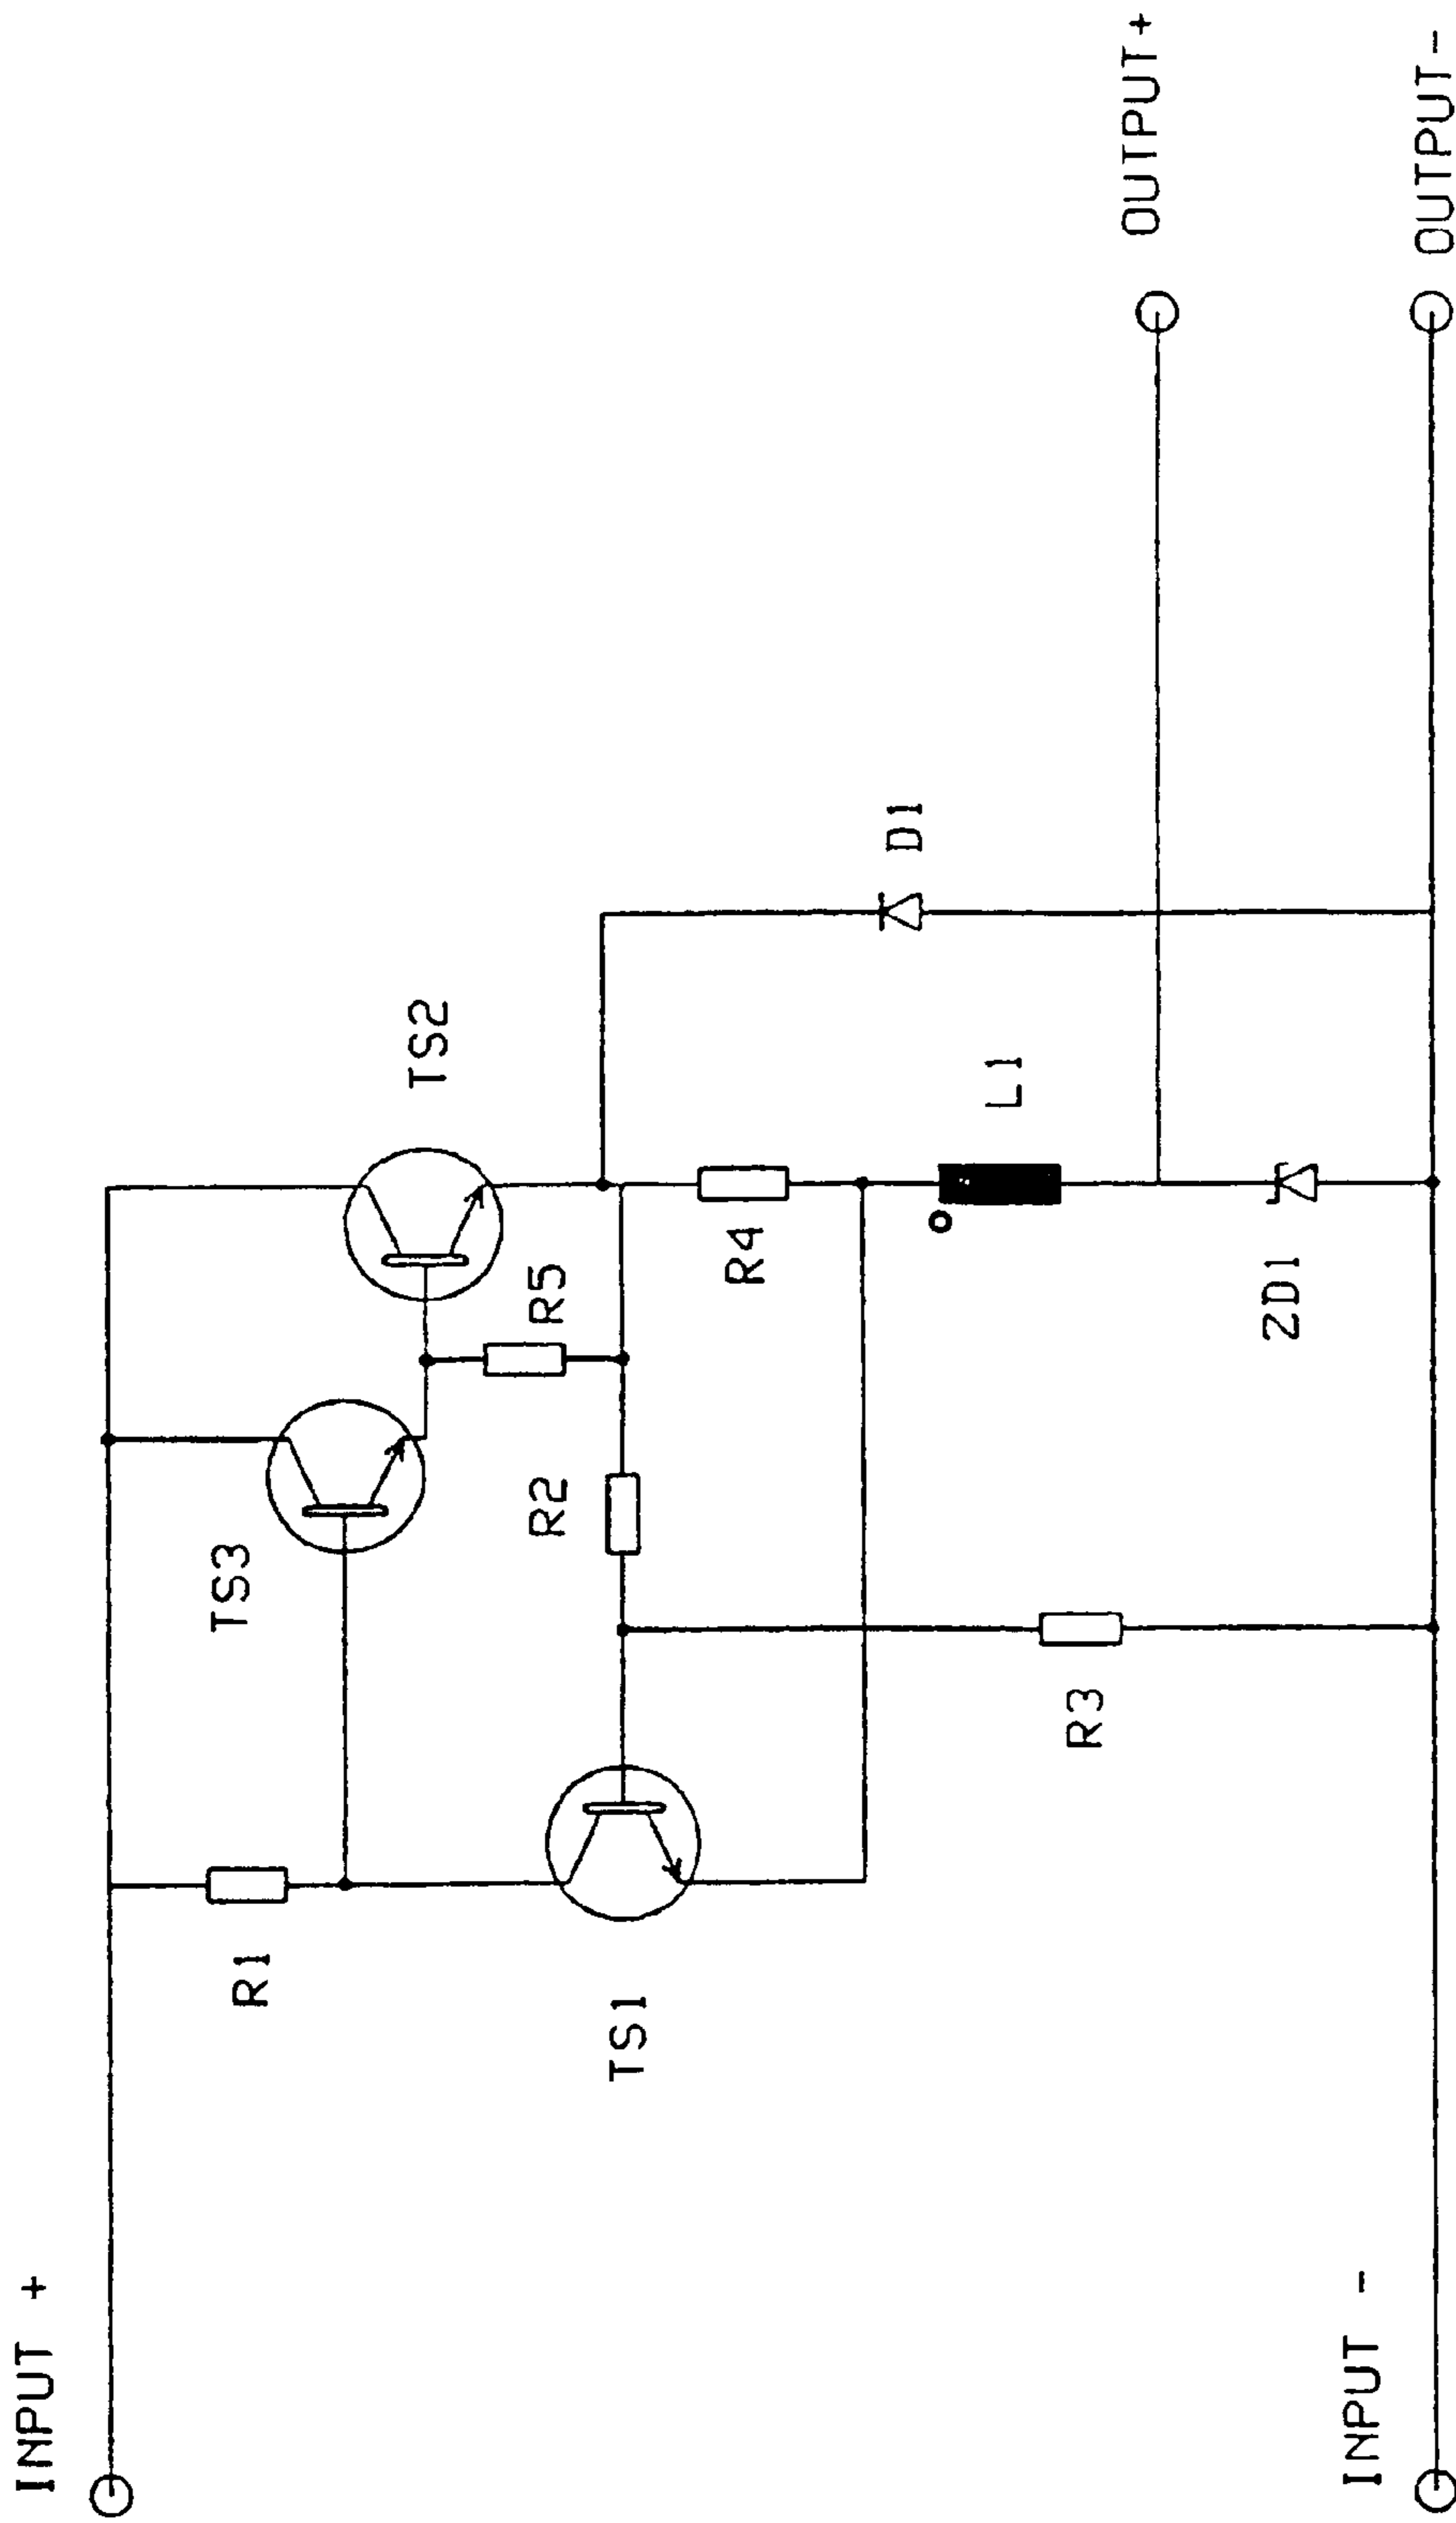 INPUT +
R1
TS3
TS2
TS1
R2
R5
R4
L1
D1
R3
ZD1
INPUT -
OUTPUT+
OUTPUT-